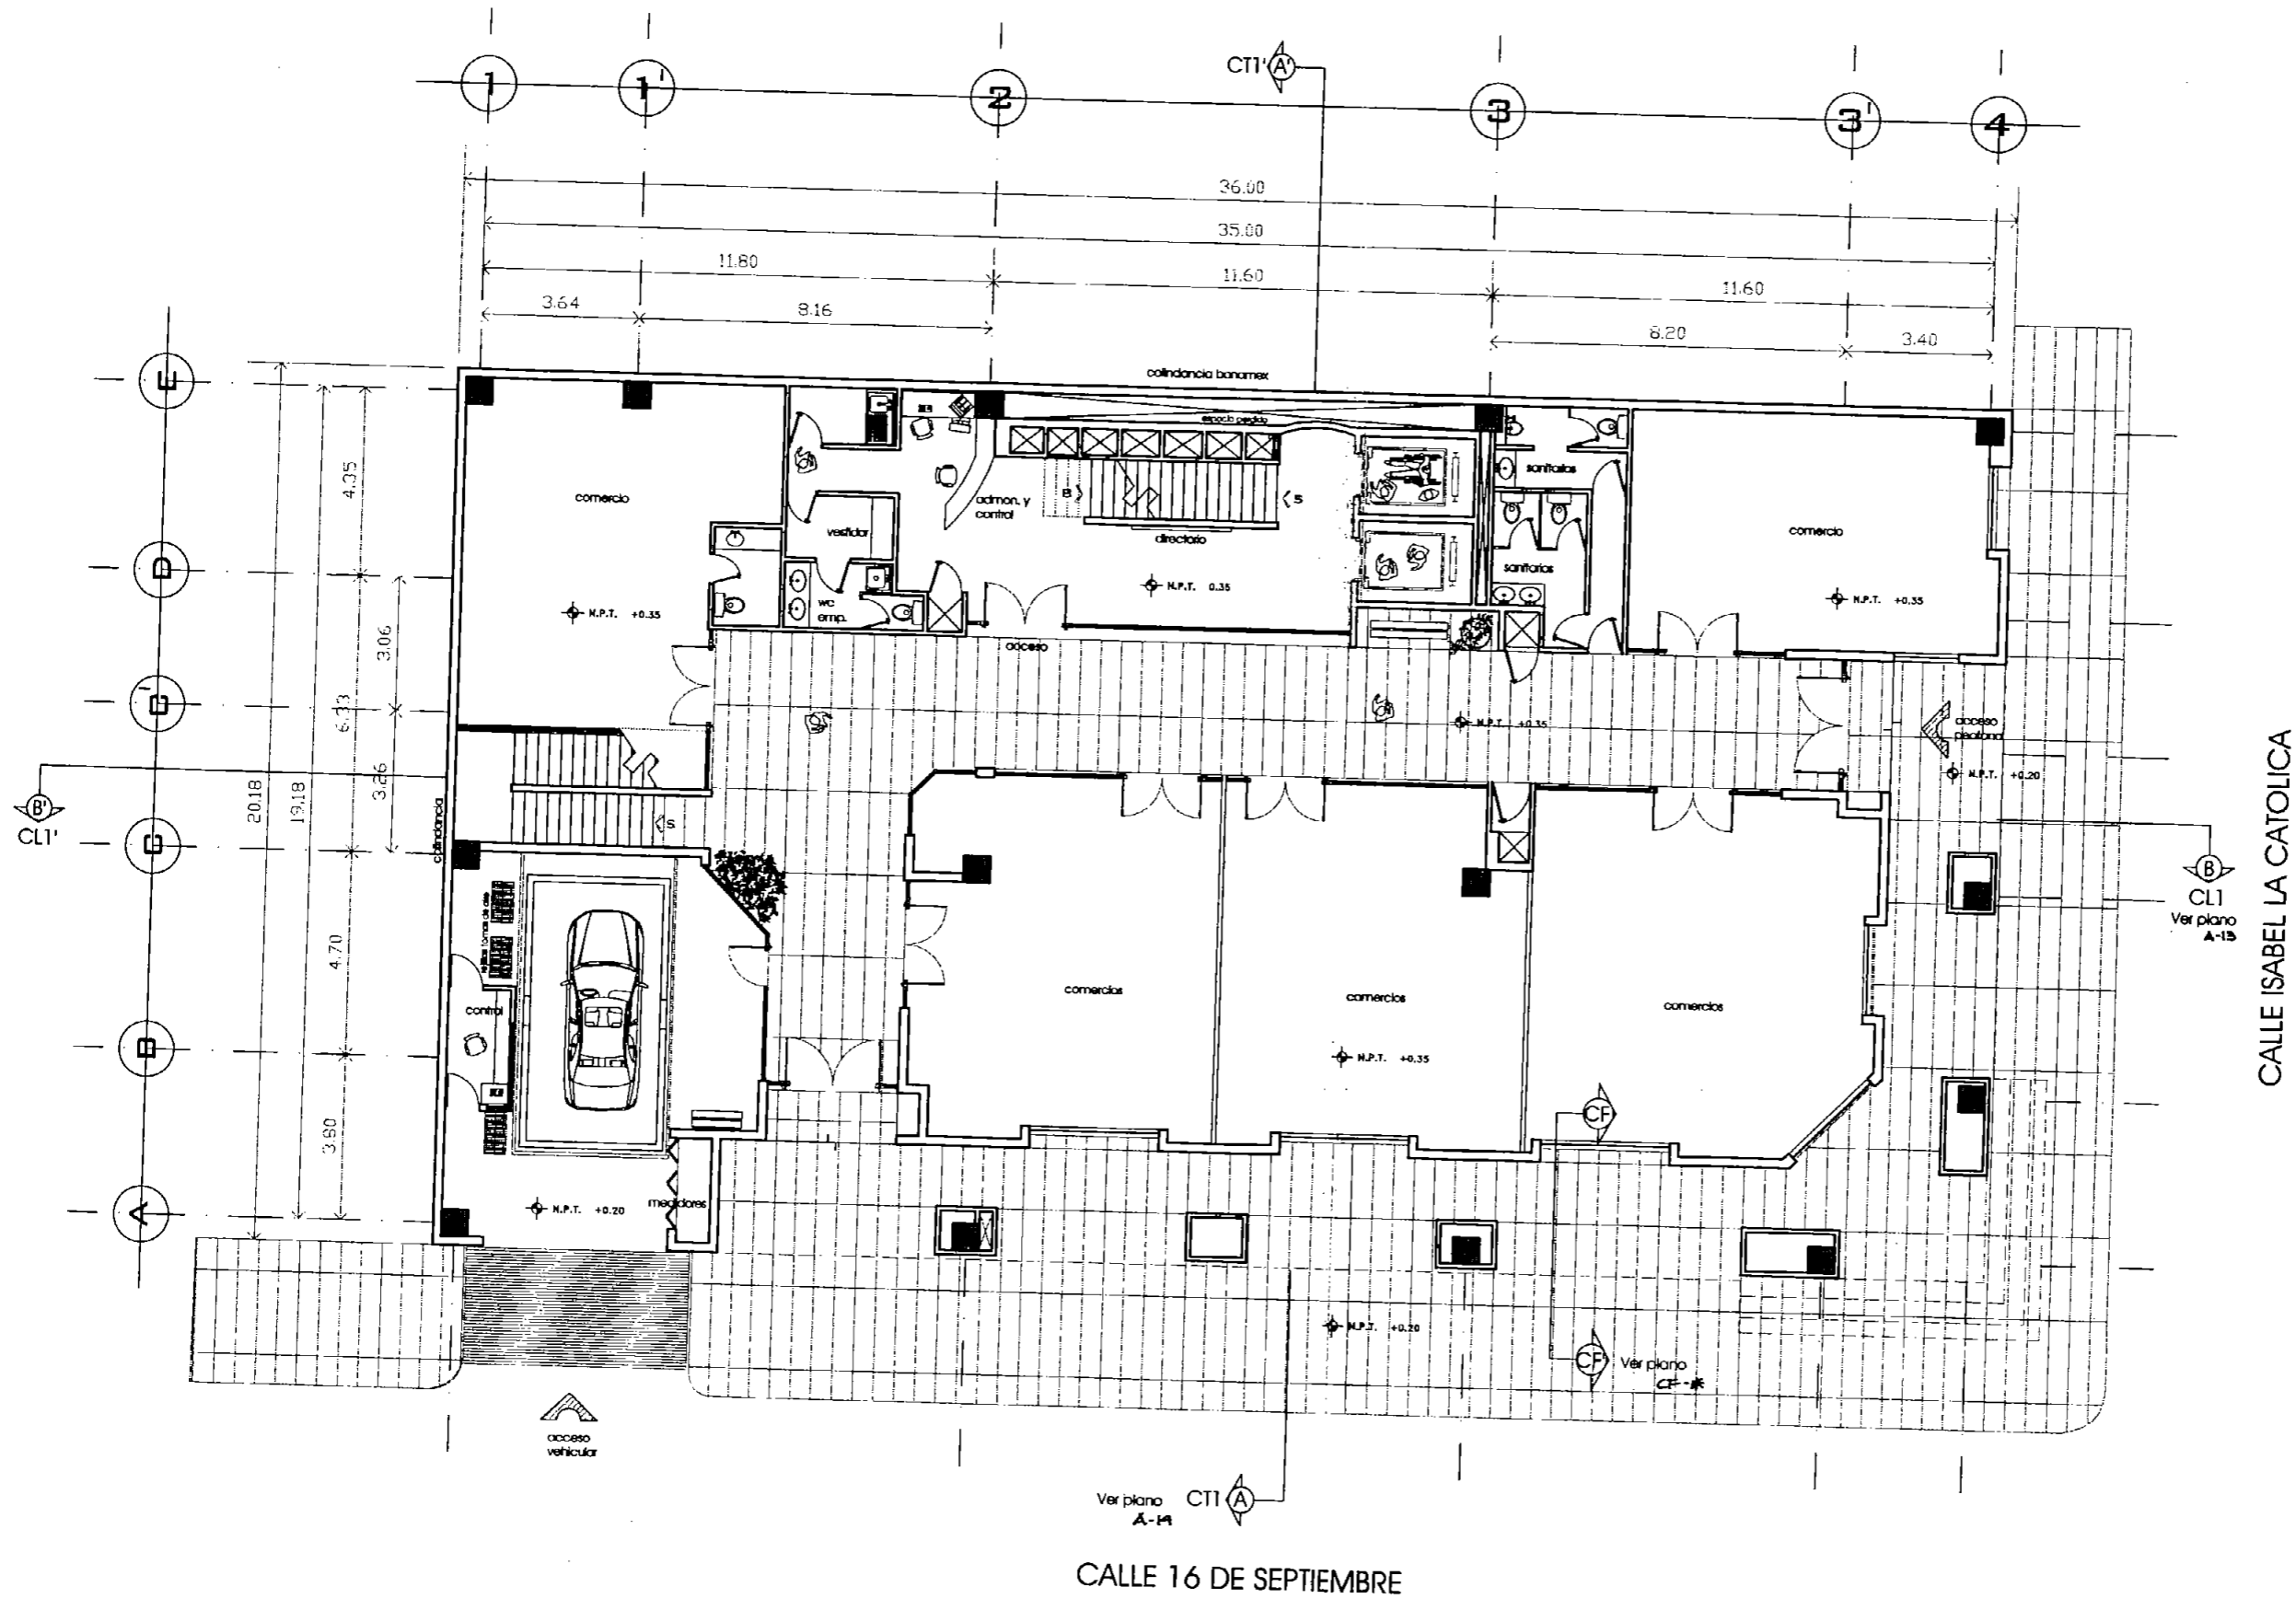 CT1' A'
1 1' 2 3 3' 4
36.00
35.00
11.80 11.60 11.60
3.64 8.16 8.20 3.40
colindancia banamex
espacio perdido
E
D
C'
C
B
A
4.35
3.06
6.33
3.26
20.18
19.18
4.70
3.80
comercio
N.P.T. +0.35
vestidor
wc
emp.
admon. y
control
B
S
directorio
N.P.T. 0.35
acceso
sanitarios
sanitarios
comercio
N.P.T. +0.35
N.P.T. +0.35
acceso
peatonal
N.P.T. +0.20
B'
CL1'
colindancia
S
control
comercios
comercios
comercios
N.P.T. +0.35
B
CL1
Ver plano
A-13
CALLE ISABEL LA CATOLICA
medidores
N.P.T. +0.20
CF
N.P.T. +0.20
CF'
Ver plano
acceso
vehicular
Ver plano CT1 A
A-14
CALLE 16 DE SEPTIEMBRE